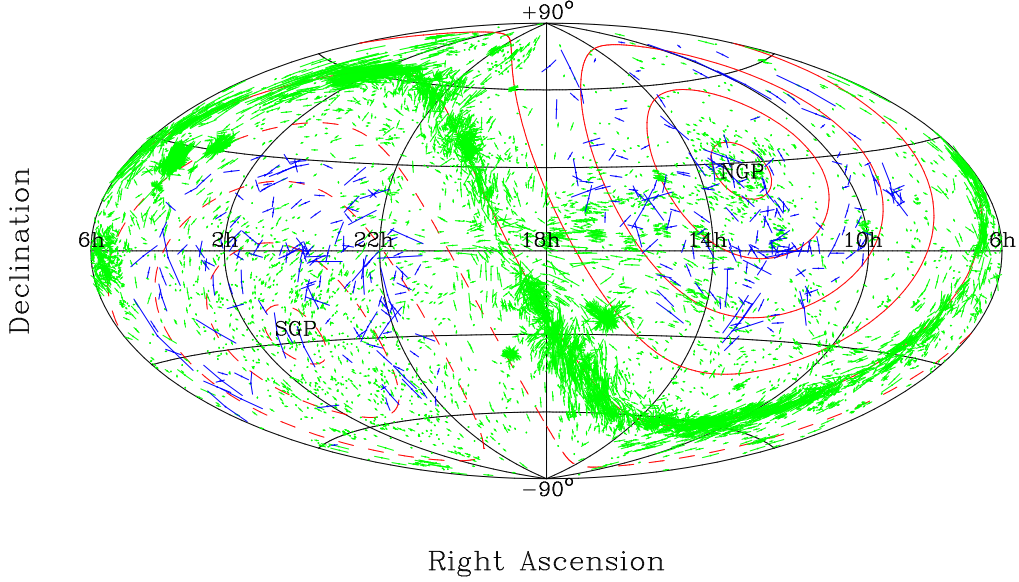 +90°
Declination
NGP
6h 2h 22h 18h 14h 10h 6h
SGP
−90°
Right Ascension